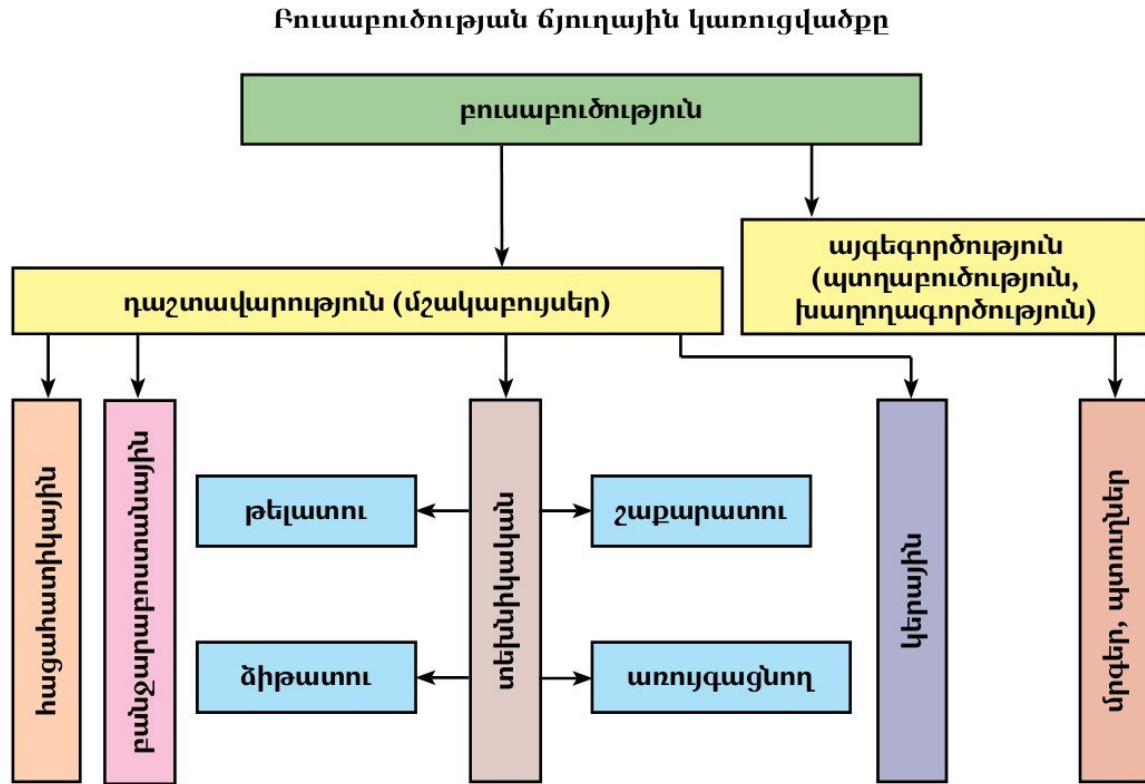 Բուսաբուծության ճյուղային կառուցվածքը
բուսաբուծություն
դաշտավարություն (մշակաբույսեր)
այգեգործություն
(պտղաբուծություն,
խաղողագործություն)
հացահատիկային
բանջարաբոստանային
թելատու
ձիթատու
տեխնիկական
շաքարատու
առույգացնող
կերային
մրգեր, պտուղներ